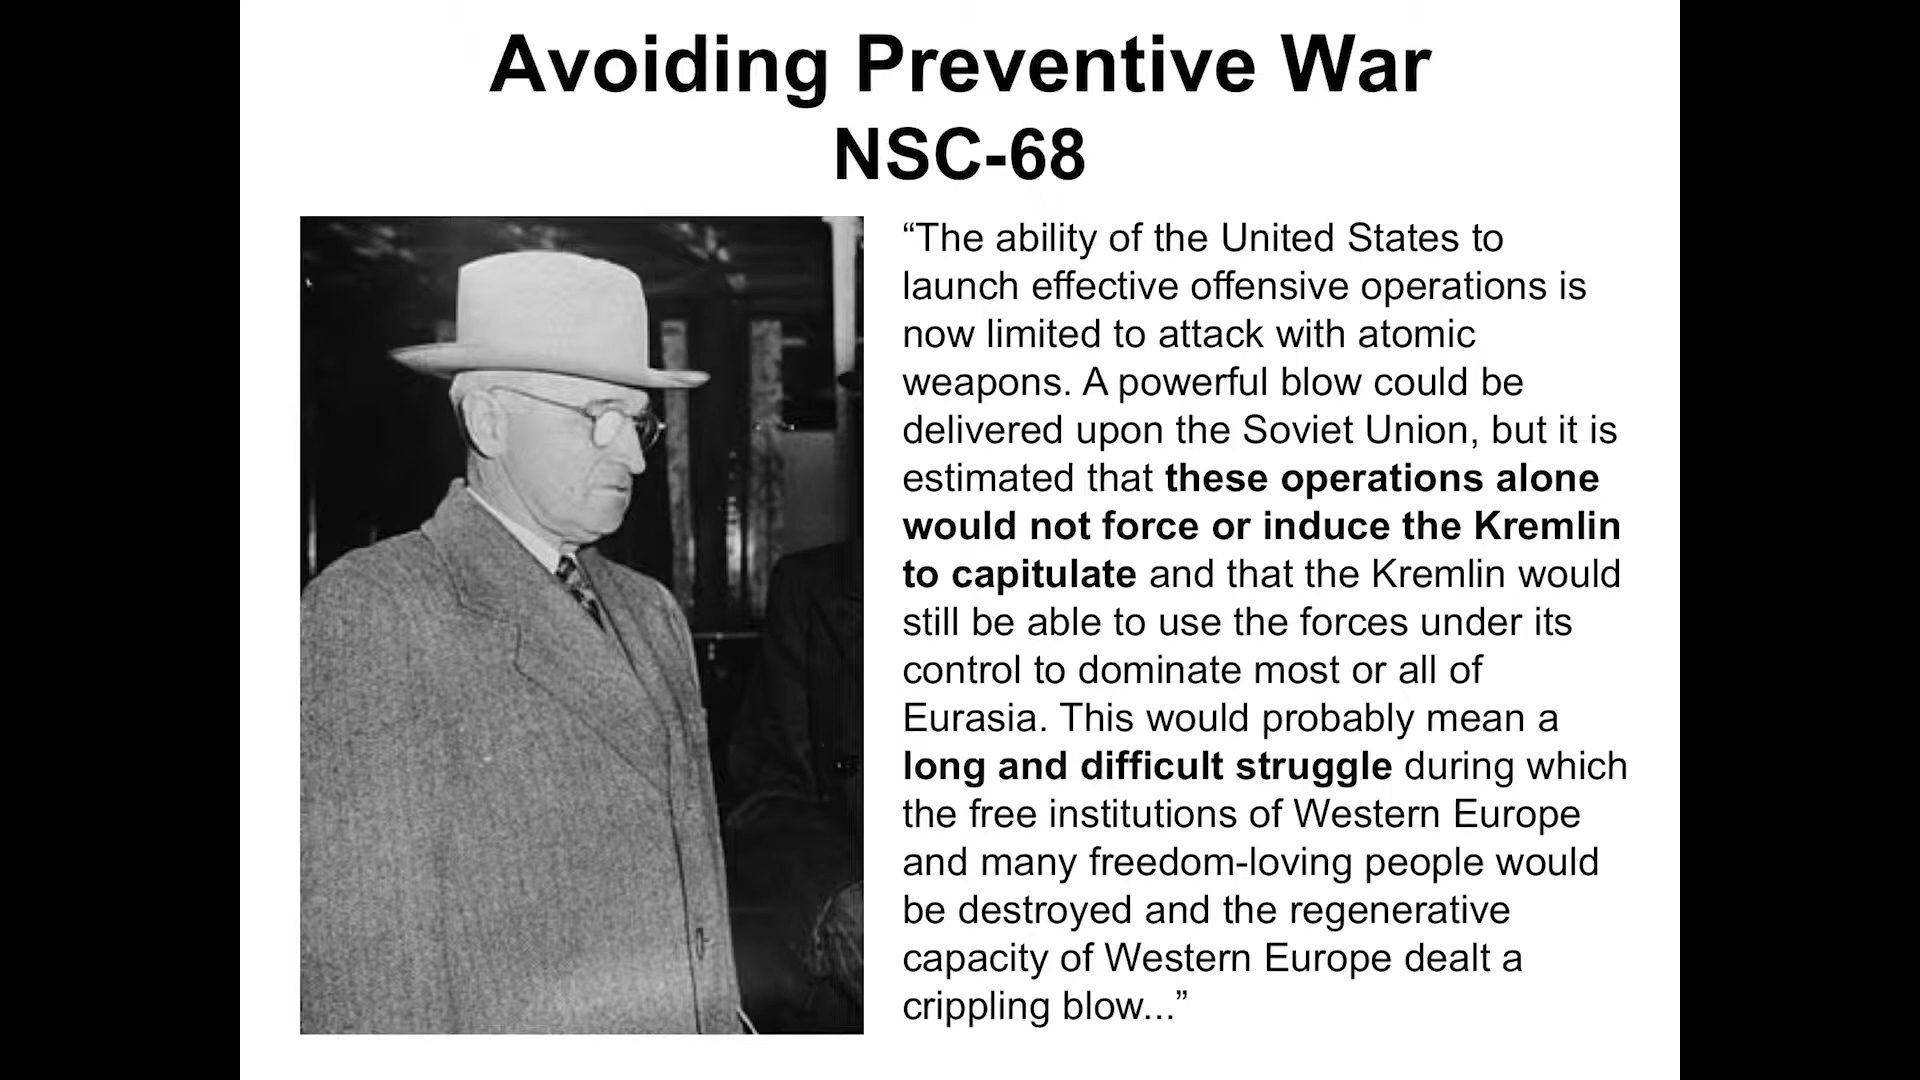 Avoiding Preventive War
NSC-68
“The ability of the United States to
launch effective offensive operations is
now limited to attack with atomic
weapons. A powerful blow could be
delivered upon the Soviet Union, but it is
estimated that these operations alone
would not force or induce the Kremlin
to capitulate and that the Kremlin would
still be able to use the forces under its
control to dominate most or all of
Eurasia. This would probably mean a
long and difficult struggle during which
the free institutions of Western Europe
and many freedom-loving people would
be destroyed and the regenerative
capacity of Western Europe dealt a
crippling blow...”